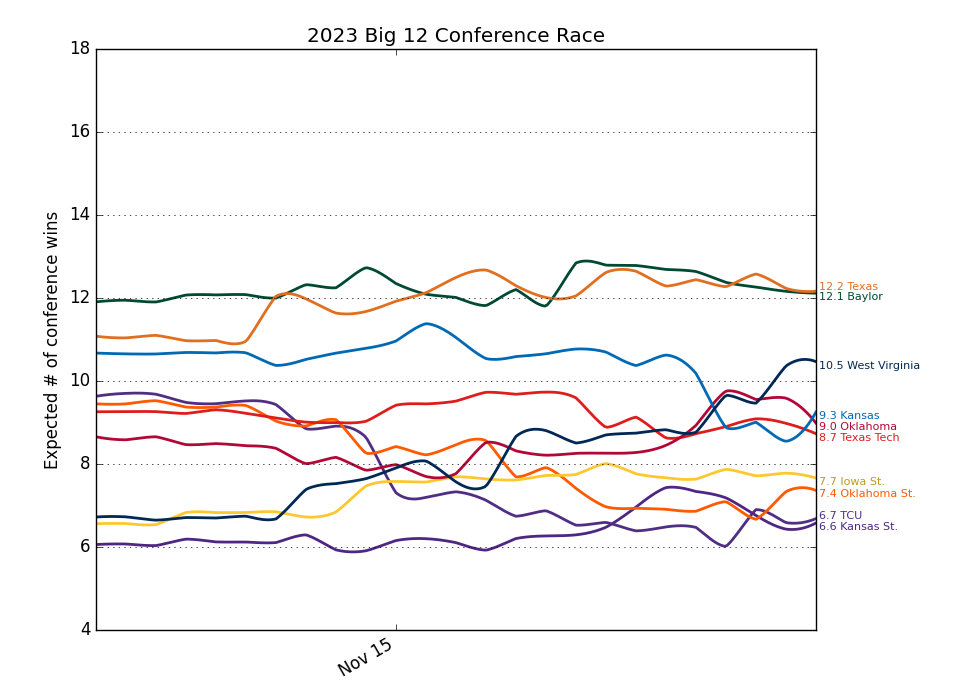 2023 Big 12 Conference Race
Expected # of conference wins
18
16
14
12
10
8
6
4
Nov 15
12.2 Texas
12.1 Baylor
10.5 West Virginia
9.3 Kansas
9.0 Oklahoma
8.7 Texas Tech
7.7 Iowa St.
7.4 Oklahoma St.
6.7 TCU
6.6 Kansas St.